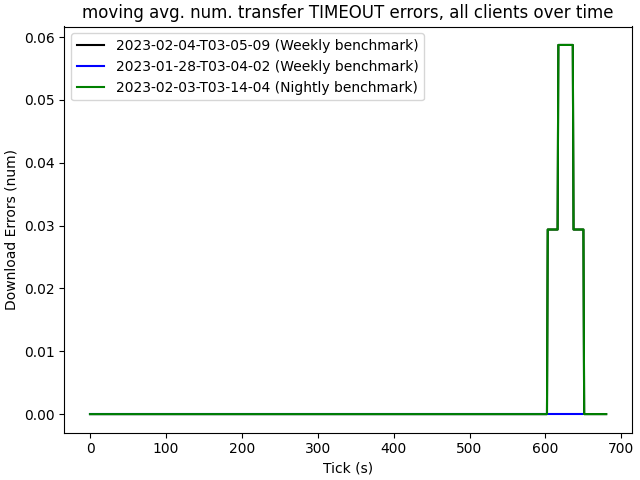 moving avg. num. transfer TIMEOUT errors, all clients over time
2023-02-04-T03-05-09 (Weekly benchmark)
2023-01-28-T03-04-02 (Weekly benchmark)
2023-02-03-T03-14-04 (Nightly benchmark)
Download Errors (num)
0.06
0.05
0.04
0.03
0.02
0.01
0.00
0 100 200 300 400 500 600 700
Tick (s)